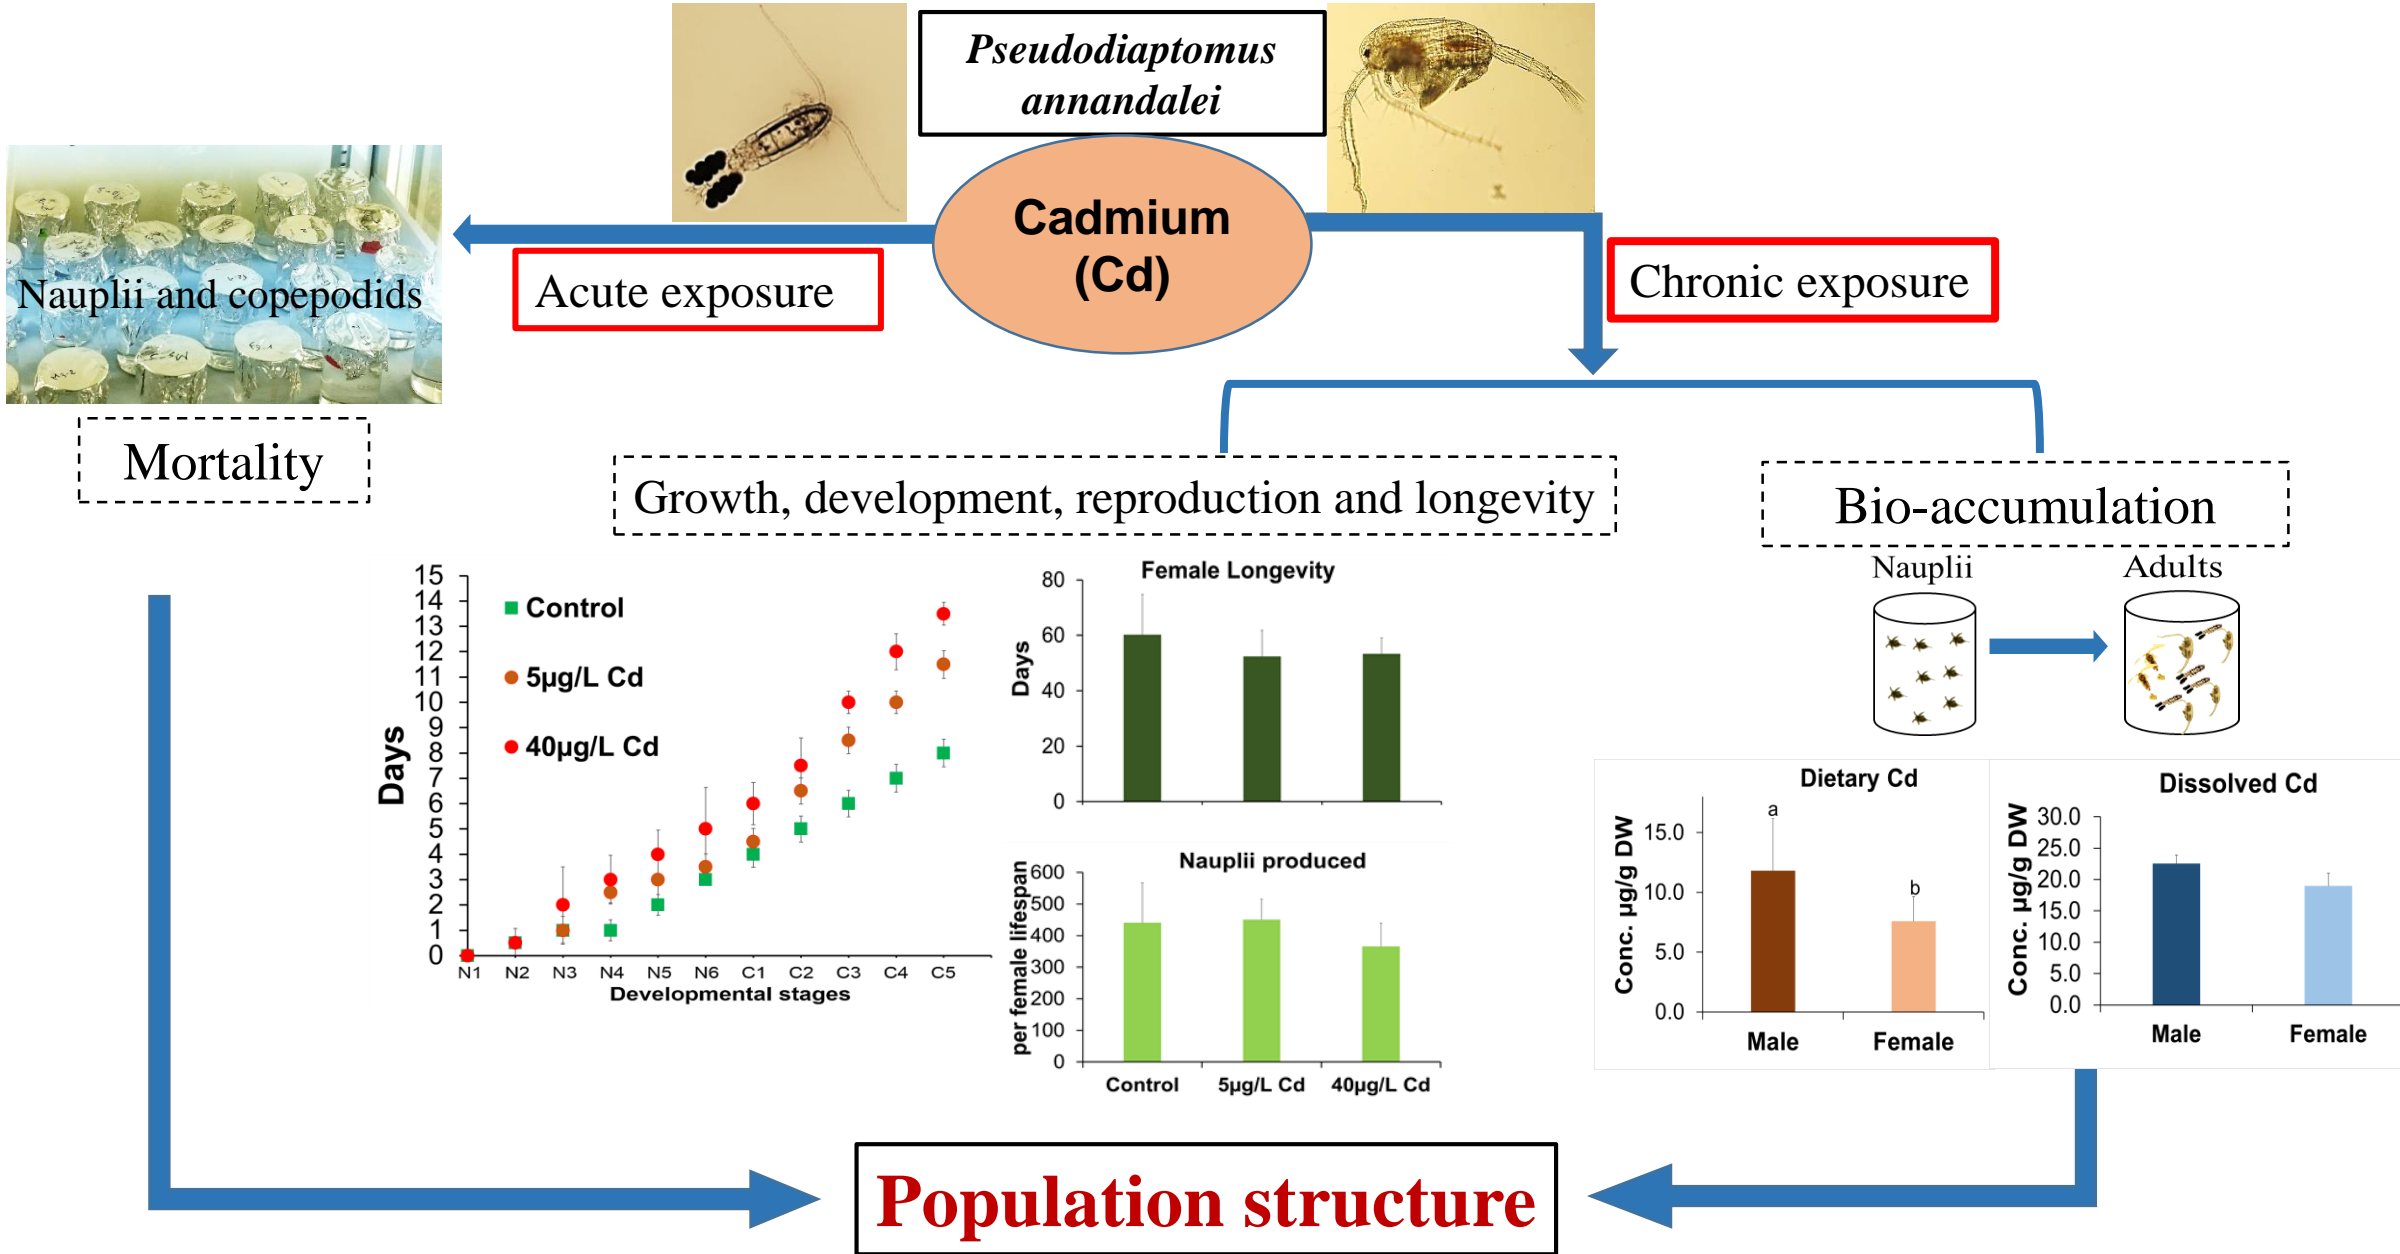 Pseudodiaptomus
annandalei
Cadmium
(Cd)
Acute exposure
Chronic exposure
Nauplii and copepodids
Mortality
Growth, development, reproduction and longevity
Bio-accumulation
Nauplii
Adults
Days
15
14
13
12
11
10
9
8
7
6
5
4
3
2
1
0
Control
5µg/L Cd
40µg/L Cd
N1 N2 N3 N4 N5 N6 C1 C2 C3 C4 C5
Developmental stages
Female Longevity
Days
80
60
40
20
0
Nauplii produced
per female lifespan
600
500
400
300
200
100
0
Control 5µg/L Cd 40µg/L Cd
Dietary Cd
Conc. µg/g DW
15.0
10.0
5.0
0.0
a
b
Male Female
Dissolved Cd
Conc. µg/g DW
30.0
25.0
20.0
15.0
10.0
5.0
0.0
Male Female
Population structure